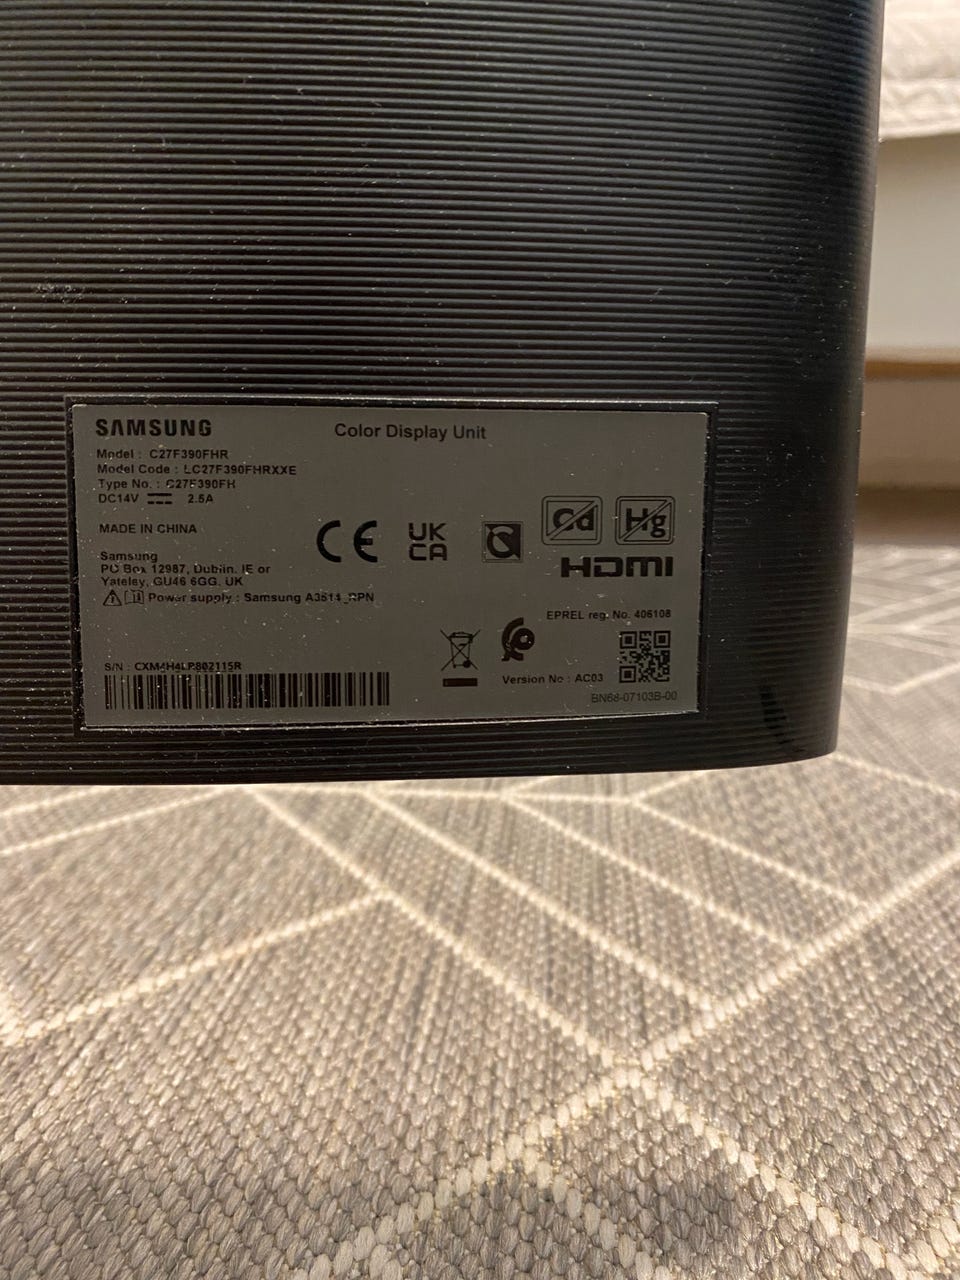 SAMSUNG
Color Display Unit
Model : C27F390FHR
Model Code : LC27F390FHRXXE
Type No. : C27F390FH
DC14V 2.5A
MADE IN CHINA
Samsung
PO Box 12987, Dublin. IE or
Yateley, GU46 6GG. UK
Power supply : Samsung A3514_RPN
CE
UK
CA
Cd
Hg
HDMI
EPREL reg. No. 406108
S/N : CXM4H4LR802115R
Version No : AC03
BN68-07103B-00